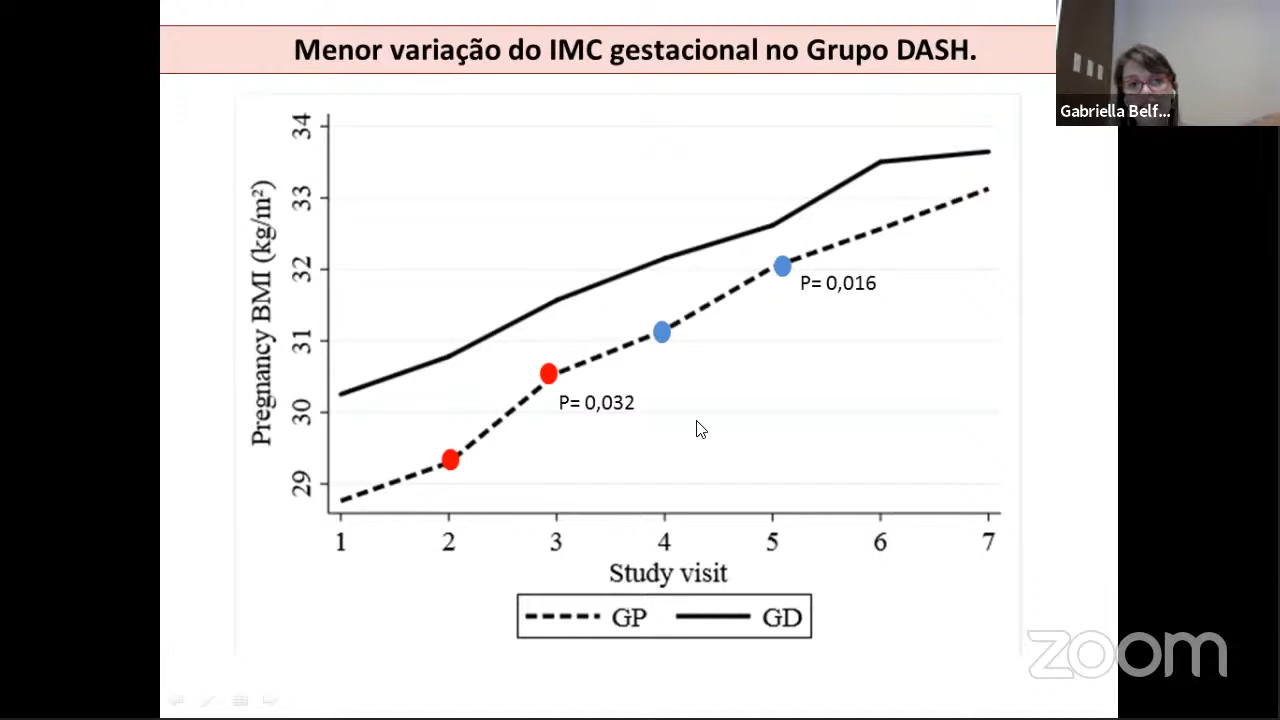 Menor variação do IMC gestacional no Grupo DASH.
Gabriella Belf...
Pregnancy BMI (kg/m²)
34
33
32
31
30
29
P= 0,016
P= 0,032
1 2 3 4 5 6 7
Study visit
GP GD
zoom